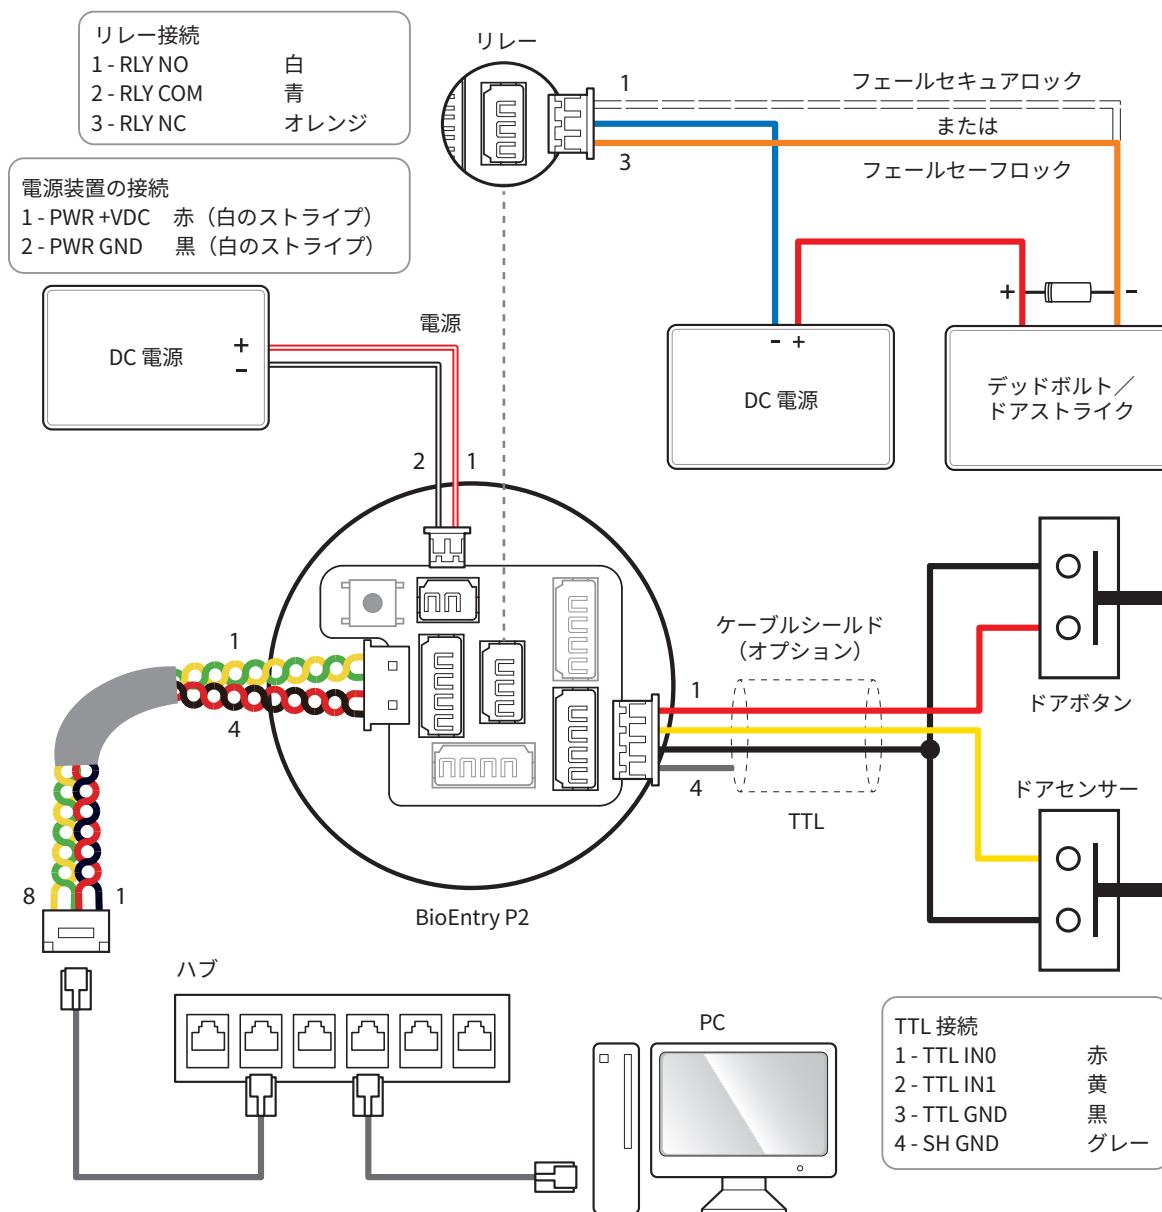 リレー接続
1 - RLY NO 白
2 - RLY COM 青
3 - RLY NC オレンジ
電源装置の接続
1 - PWR +VDC 赤（白のストライプ）
2 - PWR GND 黒（白のストライプ）
リレー
1
フェールセキュアロック
または
3
フェールセーフロック
+
-
電源
DC 電源
+
-
- +
DC 電源
デッドボルト／
ドアストライク
2 1
1
4
ケーブルシールド
（オプション）
1
4
TTL
ドアボタン
ドアセンサー
8 1
BioEntry P2
ハブ
PC
TTL 接続
1 - TTL IN0 赤
2 - TTL IN1 黄
3 - TTL GND 黒
4 - SH GND グレー